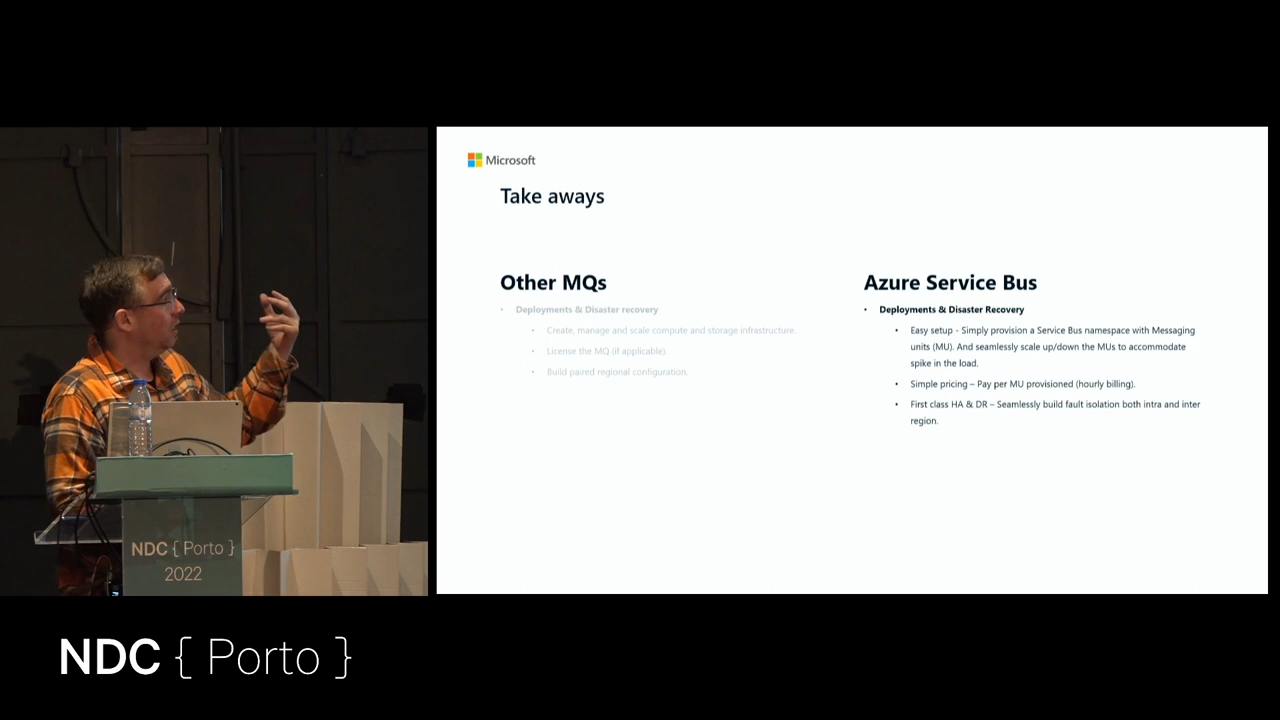 Microsoft
Take aways
Other MQs
• Deployments & Disaster recovery
• Create, manage and scale compute and storage infrastructure.
• License the MQ (if applicable).
• Build paired regional configuration.
Azure Service Bus
• Deployments & Disaster Recovery
• Easy setup - Simply provision a Service Bus namespace with Messaging
units (MU). And seamlessly scale up/down the MUs to accommodate
spike in the load.
• Simple pricing – Pay per MU provisioned (hourly billing).
• First class HA & DR – Seamlessly build fault isolation both intra and inter
region.
NDC { Porto }
2022
NDC { Porto }